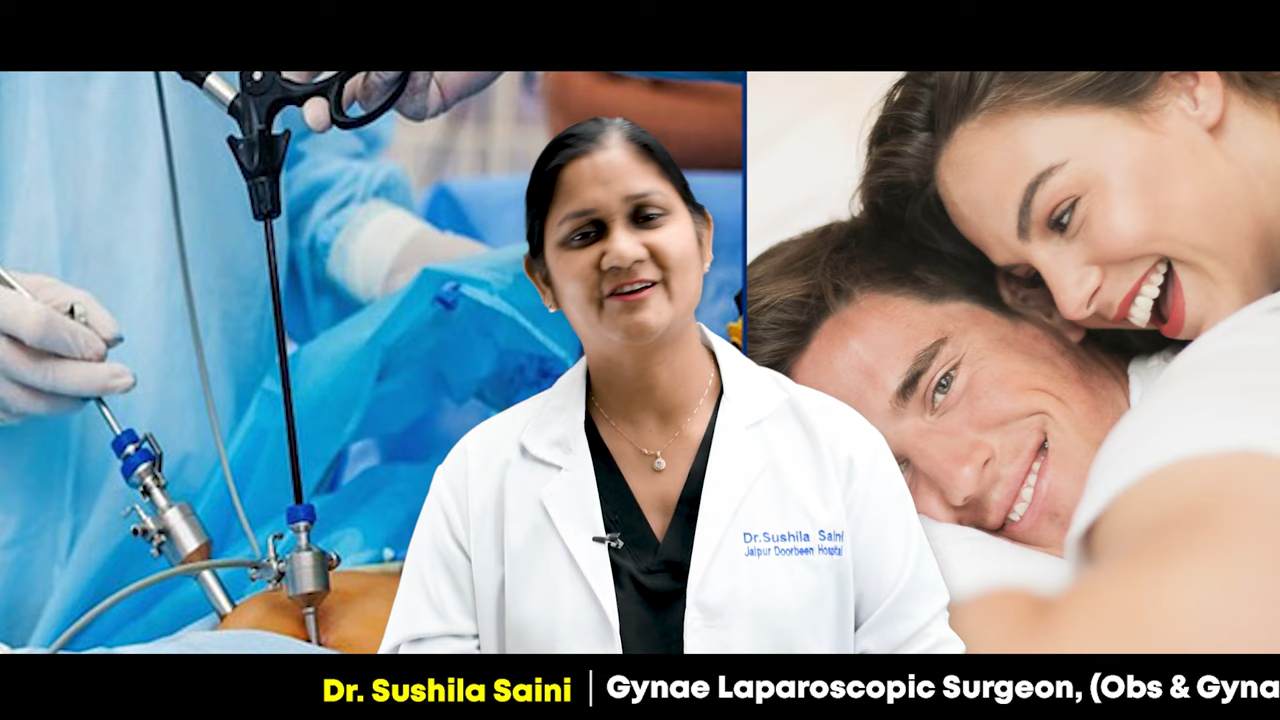 Dr.Sushila Saini
Jaipur Doorbeen Hospital
Dr. Sushila Saini | Gynae Laparoscopic Surgeon, (Obs & Gyna